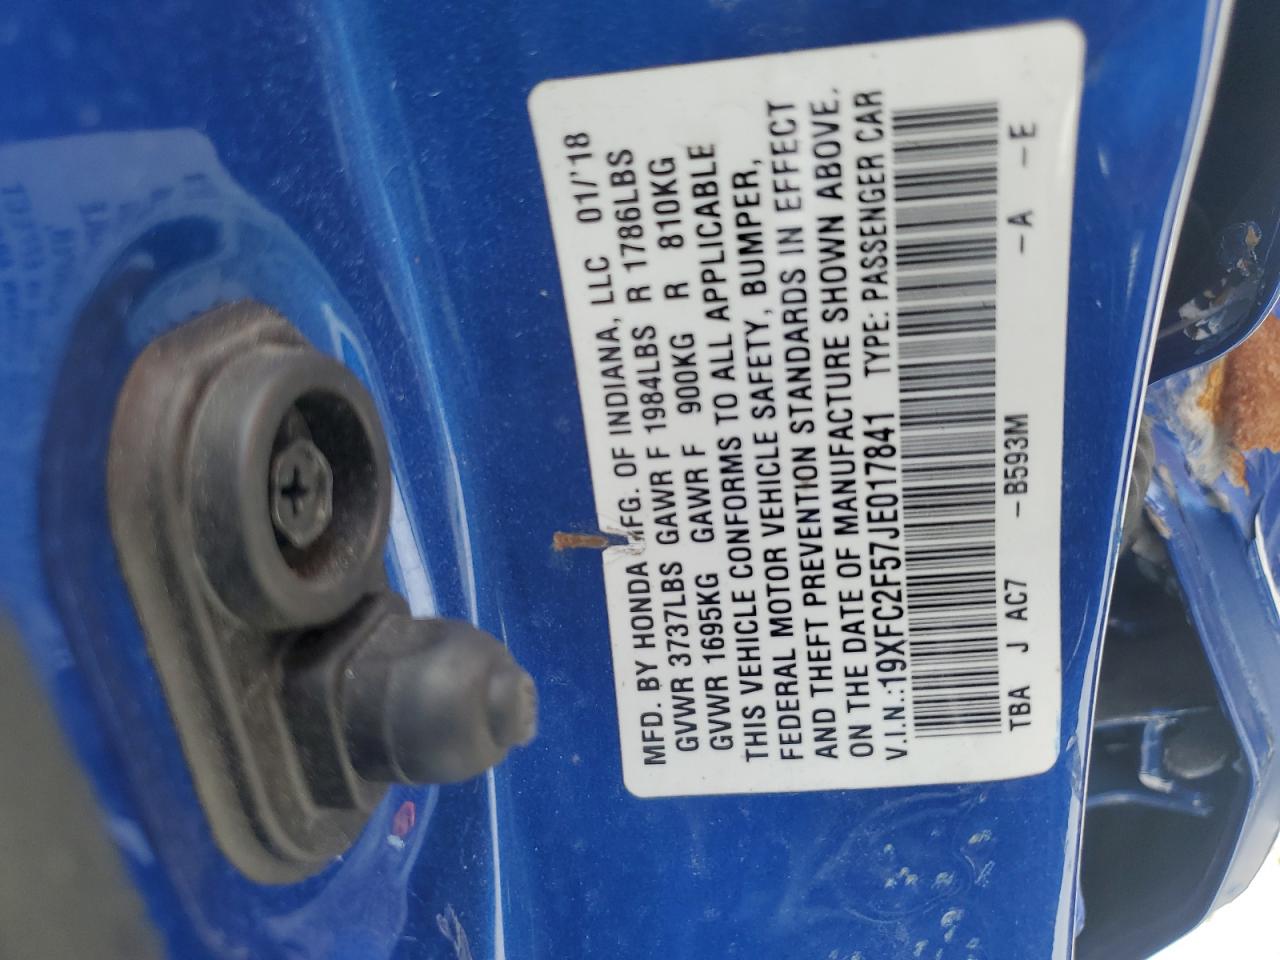 MFD. BY HONDA MFG. OF INDIANA, LLC 01/'18
GVWR 3737LBS GAWR F 1984LBS R 1786LBS
GVWR 1695KG GAWR F 900KG R 810KG
THIS VEHICLE CONFORMS TO ALL APPLICABLE
FEDERAL MOTOR VEHICLE SAFETY, BUMPER,
AND THEFT PREVENTION STANDARDS IN EFFECT
ON THE DATE OF MANUFACTURE SHOWN ABOVE.
V.I.N.:19XFC2F57JE017841 TYPE: PASSENGER CAR
TBA J AC7 -B593M -A -E